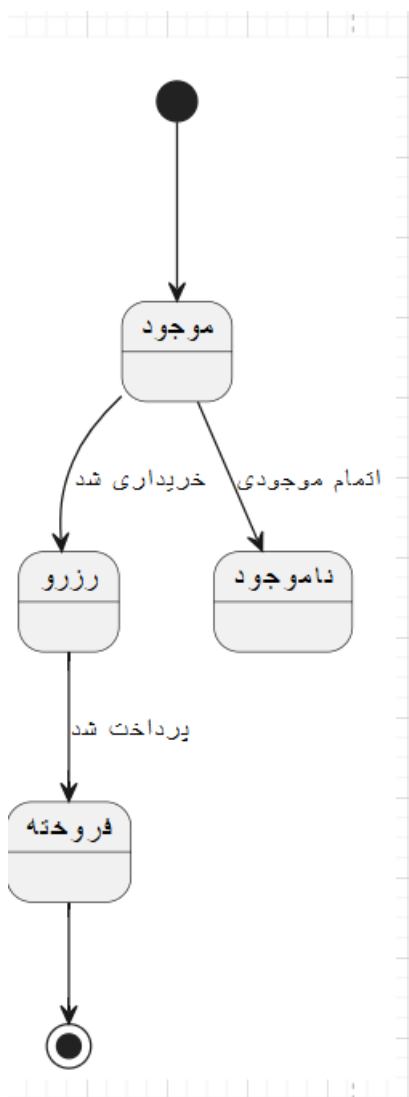 موجود
خریداری شد
اتمام موجودی
رزرو
ناموجود
پرداخت شد
فروخته